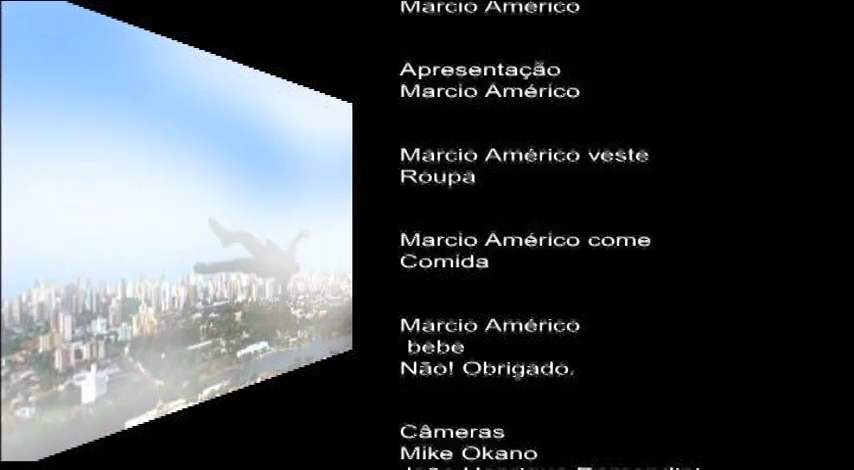 Marcio Américo
Apresentação
Marcio Américo
Marcio Américo veste
Roupa
Marcio Américo come
Comida
Marcio Américo
bebe
Não! Obrigado.
Câmeras
Mike Okano